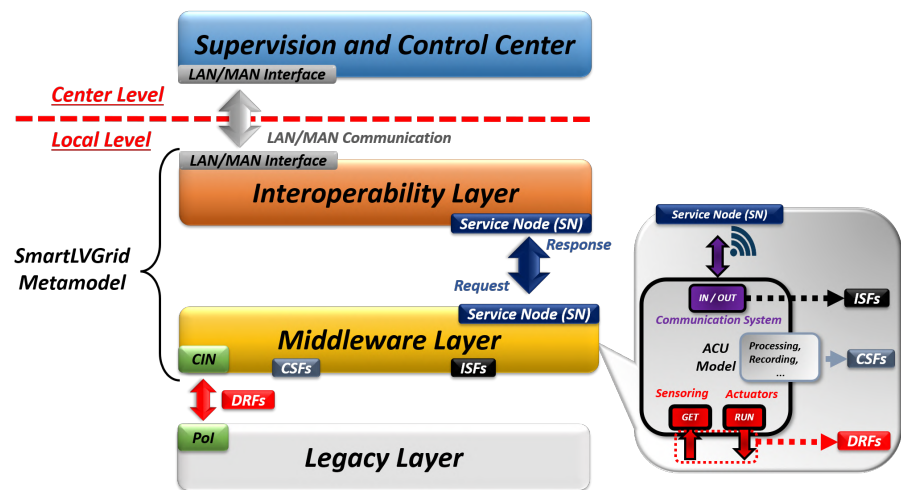 Supervision and Control Center
LAN/MAN Interface
Center Level
Local Level
LAN/MAN Communication
LAN/MAN Interface
Interoperability Layer
Service Node (SN)
Response
Request
SmartLVGrid
Metamodel
Service Node (SN)
Middleware Layer
CIN
CSFs
ISFs
DRFs
PoI
Legacy Layer
Service Node (SN)
IN / OUT
ISFs
Communication System
ACU
Model
Processing,
Recording,
...
CSFs
Sensoring
Actuators
GET
RUN
DRFs